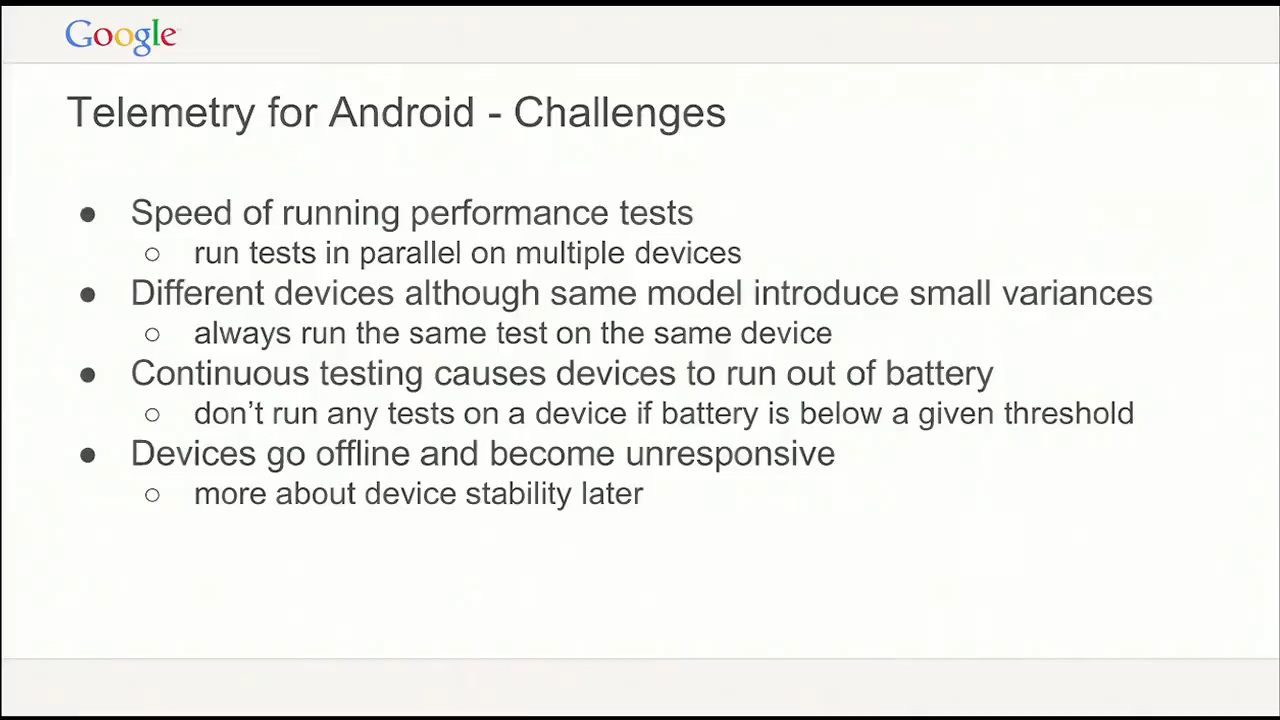 Google
Telemetry for Android - Challenges
● Speed of running performance tests
○ run tests in parallel on multiple devices
● Different devices although same model introduce small variances
○ always run the same test on the same device
● Continuous testing causes devices to run out of battery
○ don’t run any tests on a device if battery is below a given threshold
● Devices go offline and become unresponsive
○ more about device stability later